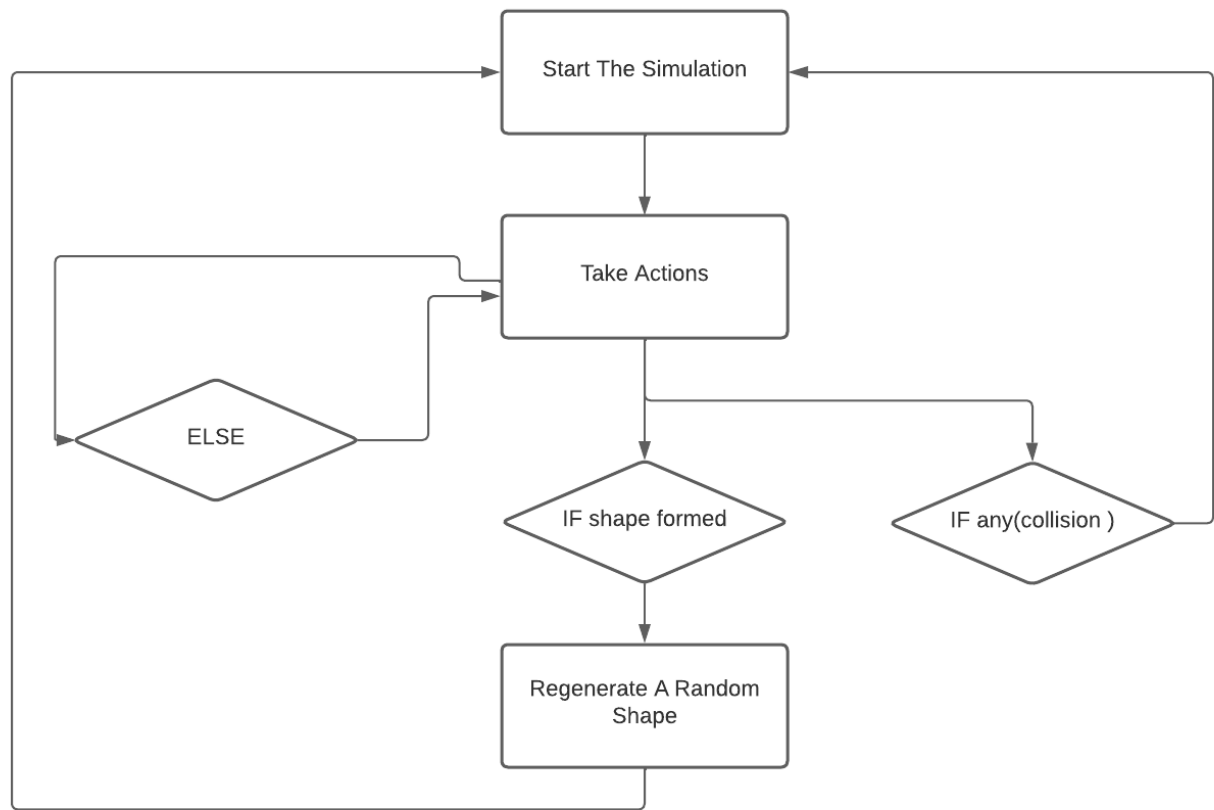 Start The Simulation
Take Actions
ELSE
IF shape formed
IF any(collision )
Regenerate A Random
Shape